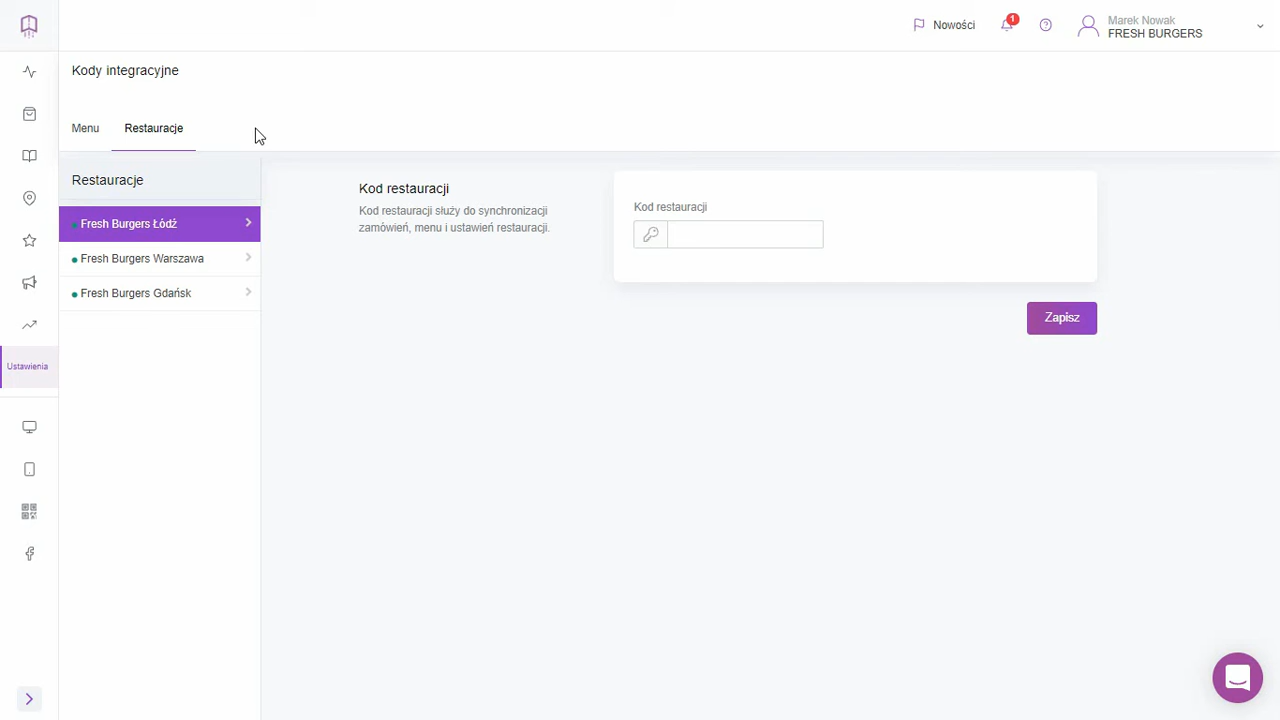 Nowości
1
Marek Nowak
FRESH BURGERS
Kody integracyjne
Menu
Restauracje
Restauracje
Fresh Burgers Łódź
Fresh Burgers Warszawa
Fresh Burgers Gdańsk
Kod restauracji
Kod restauracji służy do synchronizacji
zamówień, menu i ustawień restauracji.
Kod restauracji
Zapisz
Ustawienia